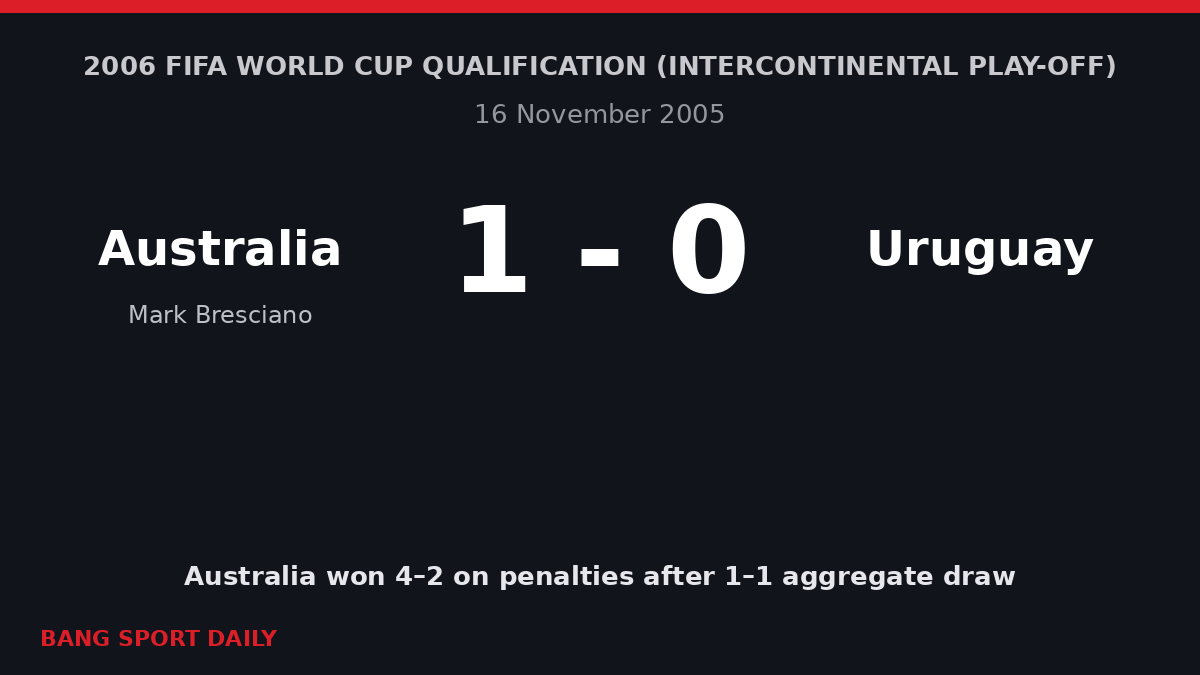 2006 FIFA WORLD CUP QUALIFICATION (INTERCONTINENTAL PLAY-OFF)
16 November 2005
Australia 1 - 0 Uruguay
Mark Bresciano
Australia won 4–2 on penalties after 1–1 aggregate draw
BANG SPORT DAILY